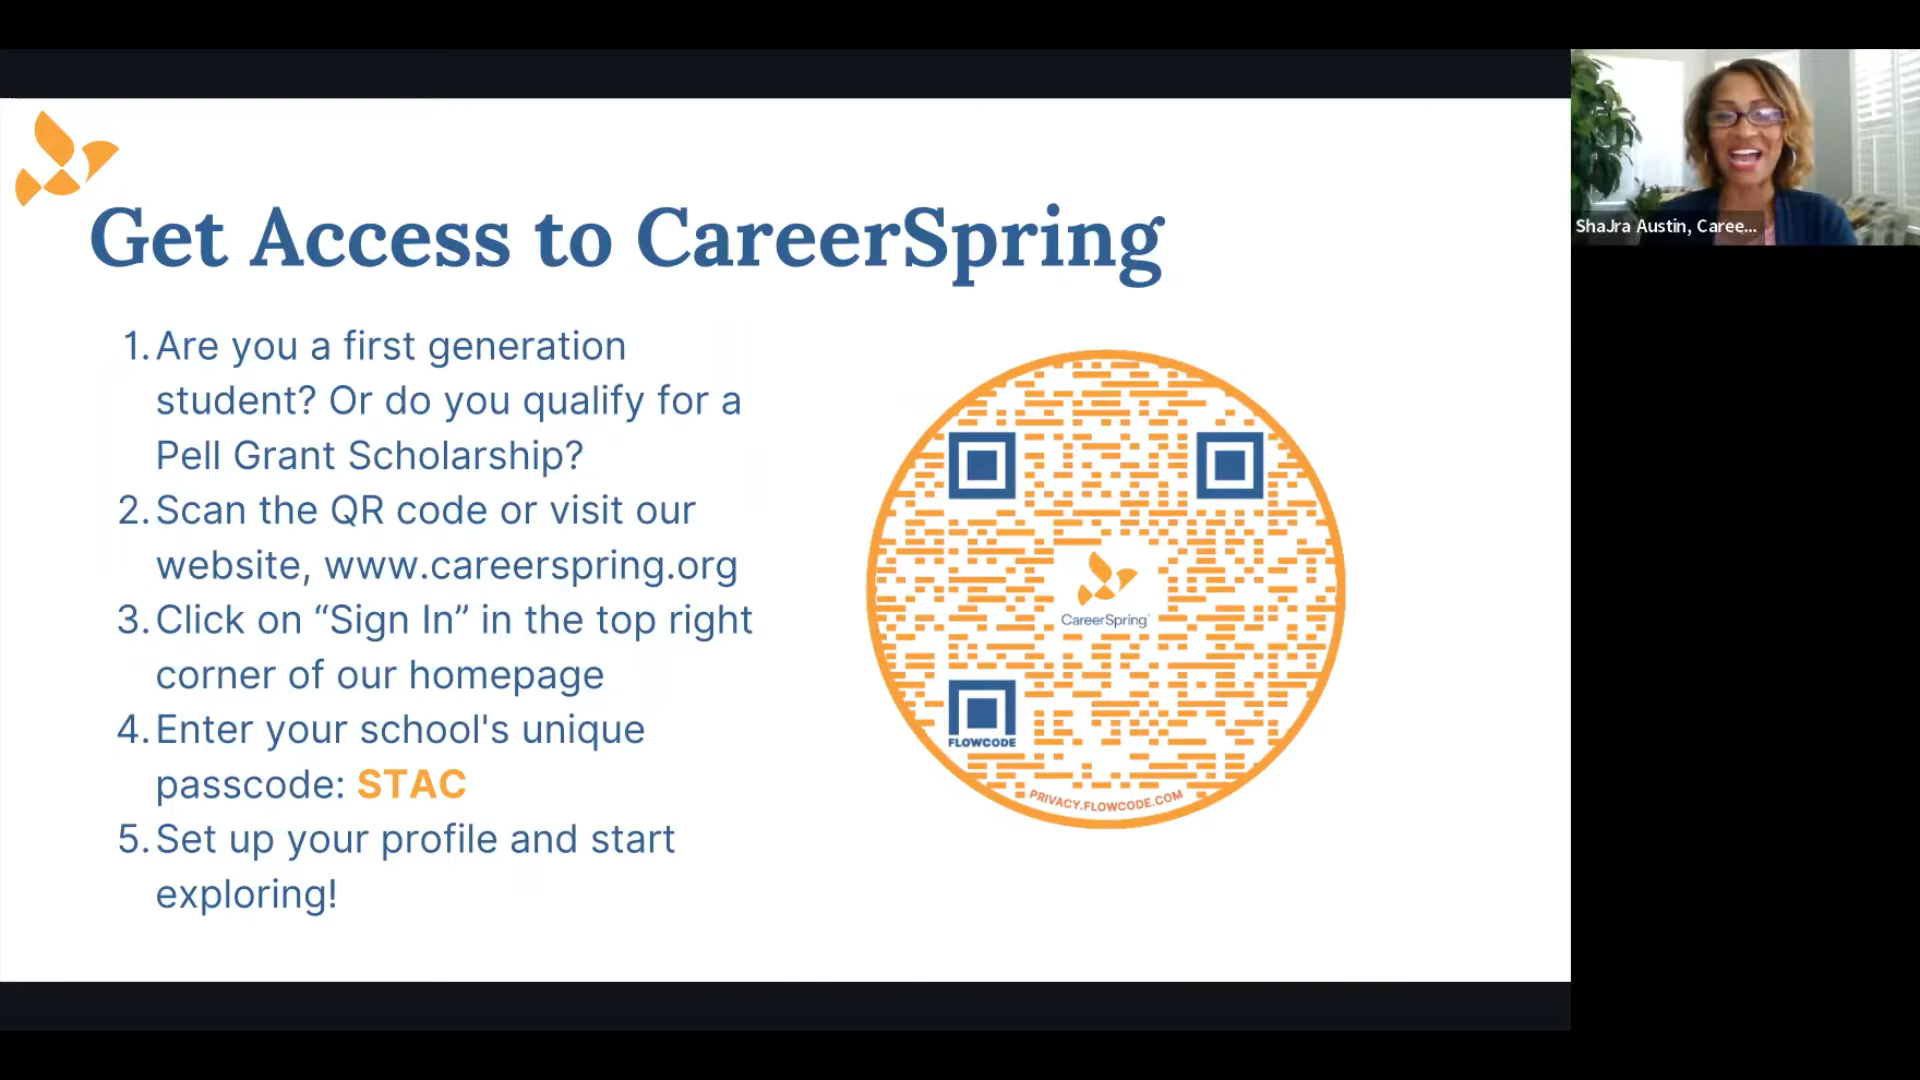 Get Access to CareerSpring
1. Are you a first generation
student? Or do you qualify for a
Pell Grant Scholarship?
2. Scan the QR code or visit our
website, www.careerspring.org
3. Click on “Sign In” in the top right
corner of our homepage
4. Enter your school's unique
passcode: STAC
5. Set up your profile and start
exploring!
CareerSpring
FLOWCODE
PRIVACY.FLOWCODE.COM
ShaJra Austin, Caree...